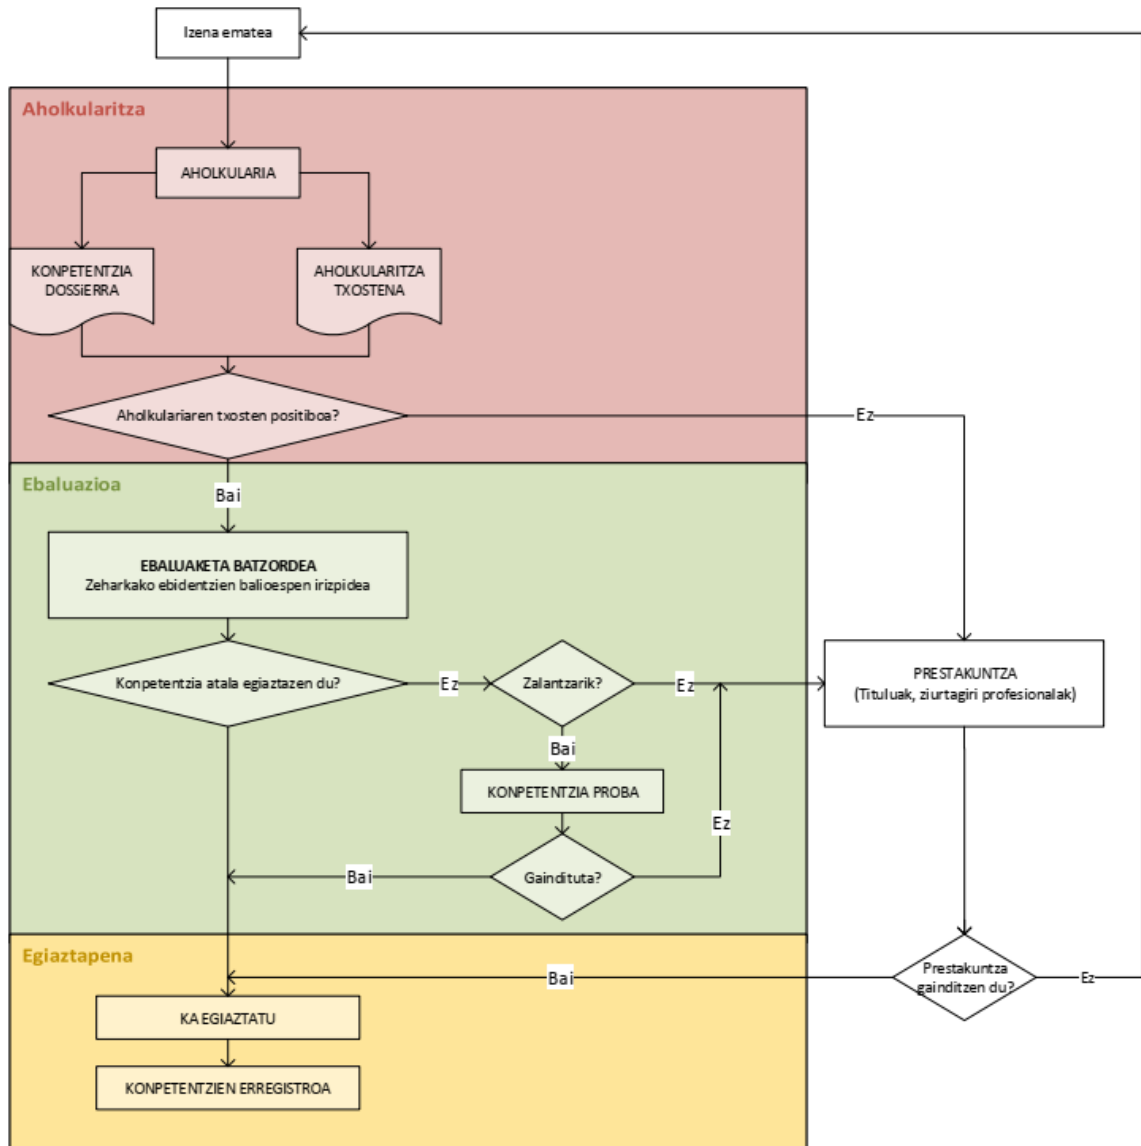 Izena ematea
Aholkularitza
AHOLKULARIA
KONPETENTZIA
DOSSiERRA
AHOLKULARITZA
TXOSTENA
Aholkulariaren txosten positiboa?
Ez
Ebaluazioa
Bai
EBALUAKETA BATZORDEA
Zeharkako ebidentzien balioespen irizpidea
Konpetentzia atala egiaztazen du?
Ez
Zalantzarik?
Ez
PRESTAKUNTZA
(Tituluak, ziurtagiri profesionalak)
Bai
KONPETENTZIA PROBA
Ez
Gaindituta?
Bai
Egiaztapena
Prestakuntza
gainditzen du?
Bai
Ez
KA EGIAZTATU
KONPETENTZIEN ERREGISTROA